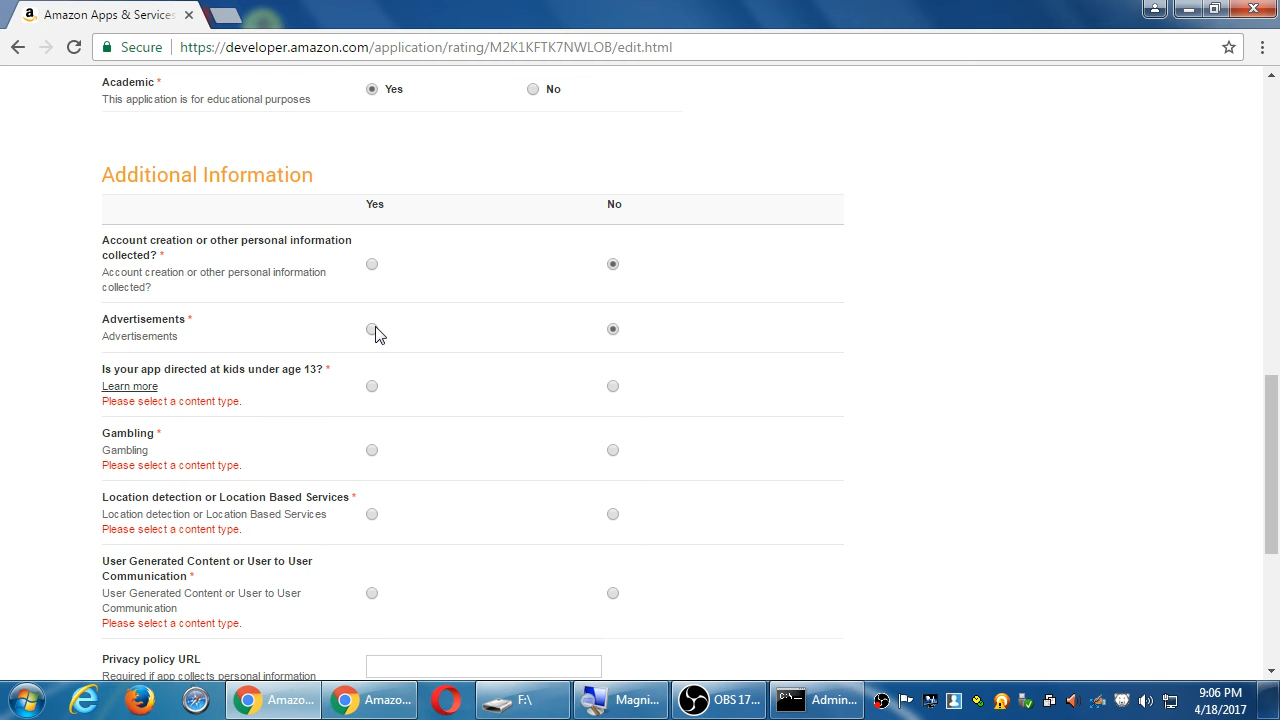 Amazon Apps & Services
Secure
https://developer.amazon.com/application/rating/M2K1KFTK7NWLOB/edit.html
Academic *
This application is for educational purposes
Yes
No
Additional Information
Yes
No
Account creation or other personal information
collected? *
Account creation or other personal information
collected?
Advertisements *
Advertisements
Is your app directed at kids under age 13? *
Learn more
Please select a content type.
Gambling *
Gambling
Please select a content type.
Location detection or Location Based Services *
Location detection or Location Based Services
Please select a content type.
User Generated Content or User to User
Communication *
User Generated Content or User to User
Communication
Please select a content type.
Privacy policy URL
Required if app collects personal information
Amazo...
Amazo...
F:\
Magni...
OBS 17...
Admin...
9:06 PM
4/18/2017